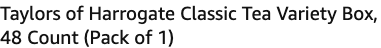 Taylors of Harrogate Classic Tea Variety Box,
48 Count (Pack of 1)